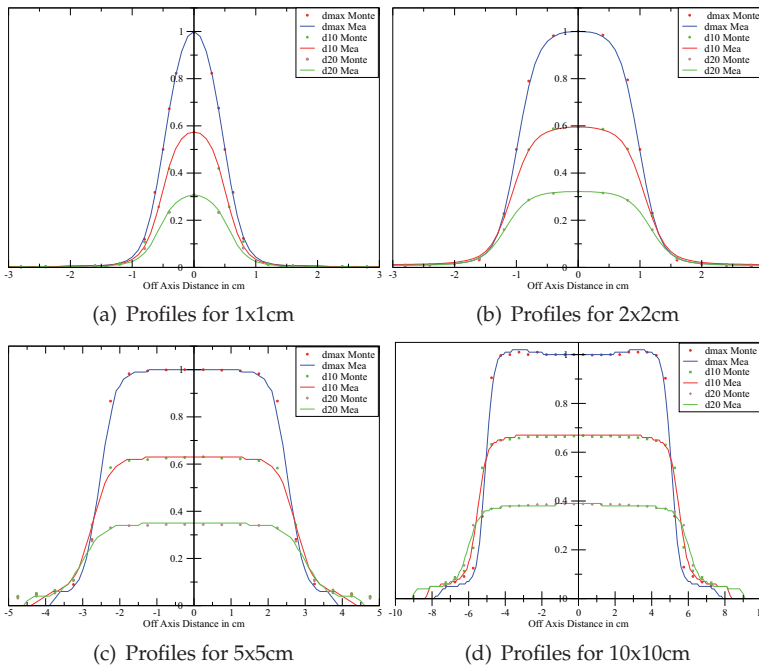 1
0.8
0.6
0.4
0.2
0
-3 -2 -1 0 1 2 3
Off Axis Distance in cm
dmax Monte
dmax Mea
d10 Monte
d10 Mea
d20 Monte
d20 Mea
(a) Profiles for 1x1cm
1
0.8
0.6
0.4
0.2
0
-3 -2 -1 0 1 2
Off Axis Distance in cm
dmax Monte
dmax Mea
d10 Monte
d10 Mea
d20 Monte
d20 Mea
(b) Profiles for 2x2cm
1
0.8
0.6
0.4
0.2
0
-5 -4 -3 -2 -1 0 1 2 3 4 5
Off Axis Distance in cm
dmax Monte
dmax Mea
d10 Monte
d10 Mea
d20 Monte
d20 Mea
(c) Profiles for 5x5cm
1
0.8
0.6
0.4
0.2
0
-10 -8 -6 -4 -2 0 2 4 6 8
Off Axis Distance in cm
dmax Monte
dmax Mea
d10 Monte
d10 Mea
d20 Monte
d20 Mea
(d) Profiles for 10x10cm